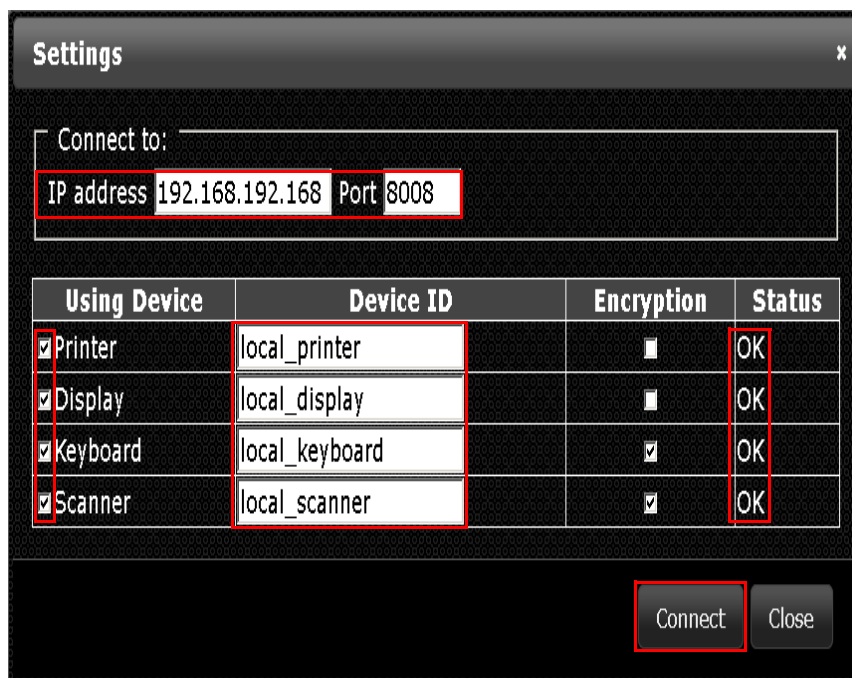 Settings x
Connect to:
IP address 192.168.192.168 Port 8008
Using Device Device ID Encryption Status
Printer local_printer OK
Display local_display OK
Keyboard local_keyboard OK
Scanner local_scanner OK
Connect Close